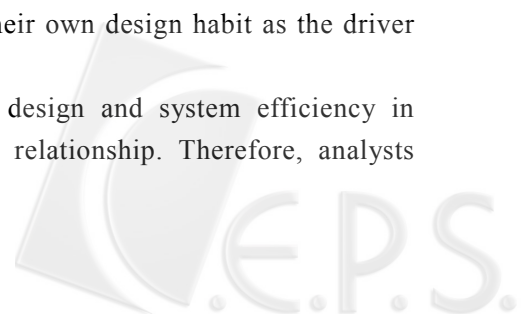 heir own design habit as the driver
design and system efficiency in
relationship. Therefore, analysts
C.E.P.S.